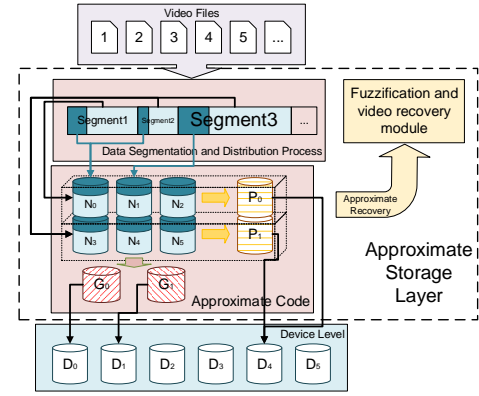 Video Files
1 2 3 4 5 ...
Segment1 Segment2 Segment3 ...
Data Segmentation and Distribution Process
Fuzzification and
video recovery
module
Approximate
Recovery
N0 N1 N2 P0
N3 N4 N5 P1
G0 G1
Approximate Code
Approximate
Storage
Layer
Device Level
D0 D1 D2 D3 D4 D5